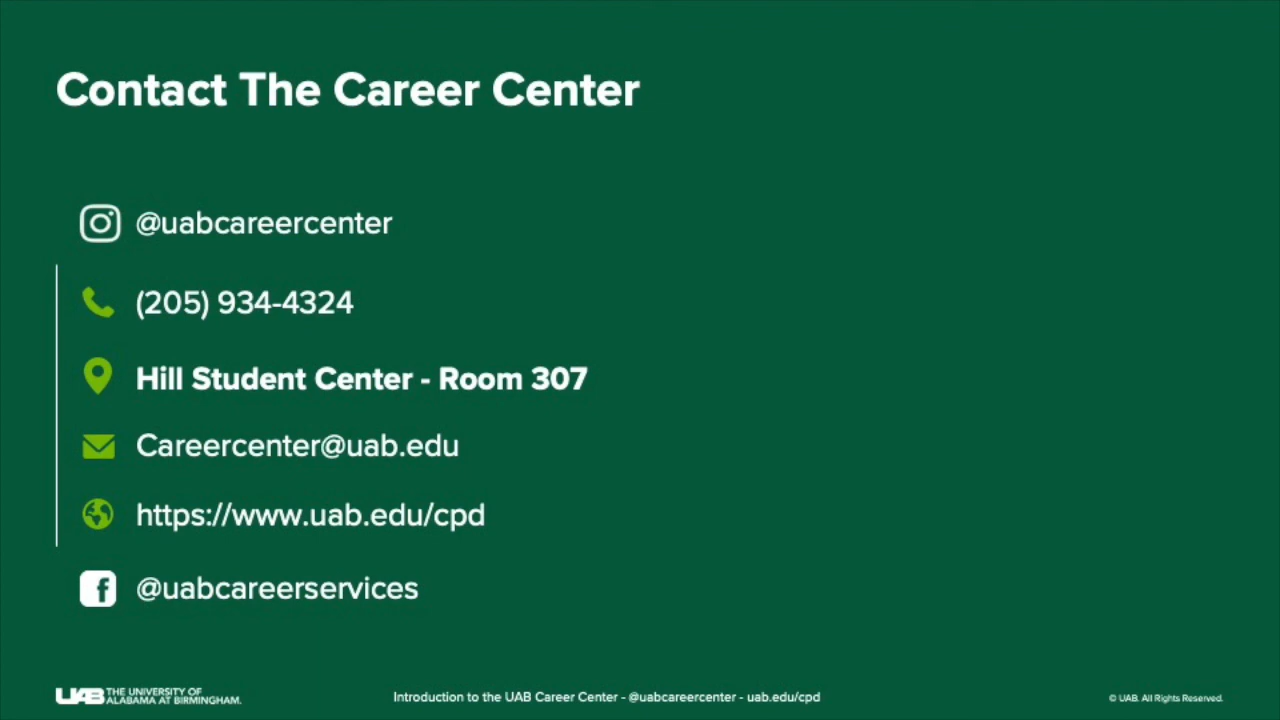 Contact The Career Center
@uabcareercenter
(205) 934-4324
Hill Student Center - Room 307
Careercenter@uab.edu
https://www.uab.edu/cpd
@uabcareerservices
UAB THE UNIVERSITY OF
ALABAMA AT BIRMINGHAM.
Introduction to the UAB Career Center - @uabcareercenter - uab.edu/cpd
© UAB. All Rights Reserved.